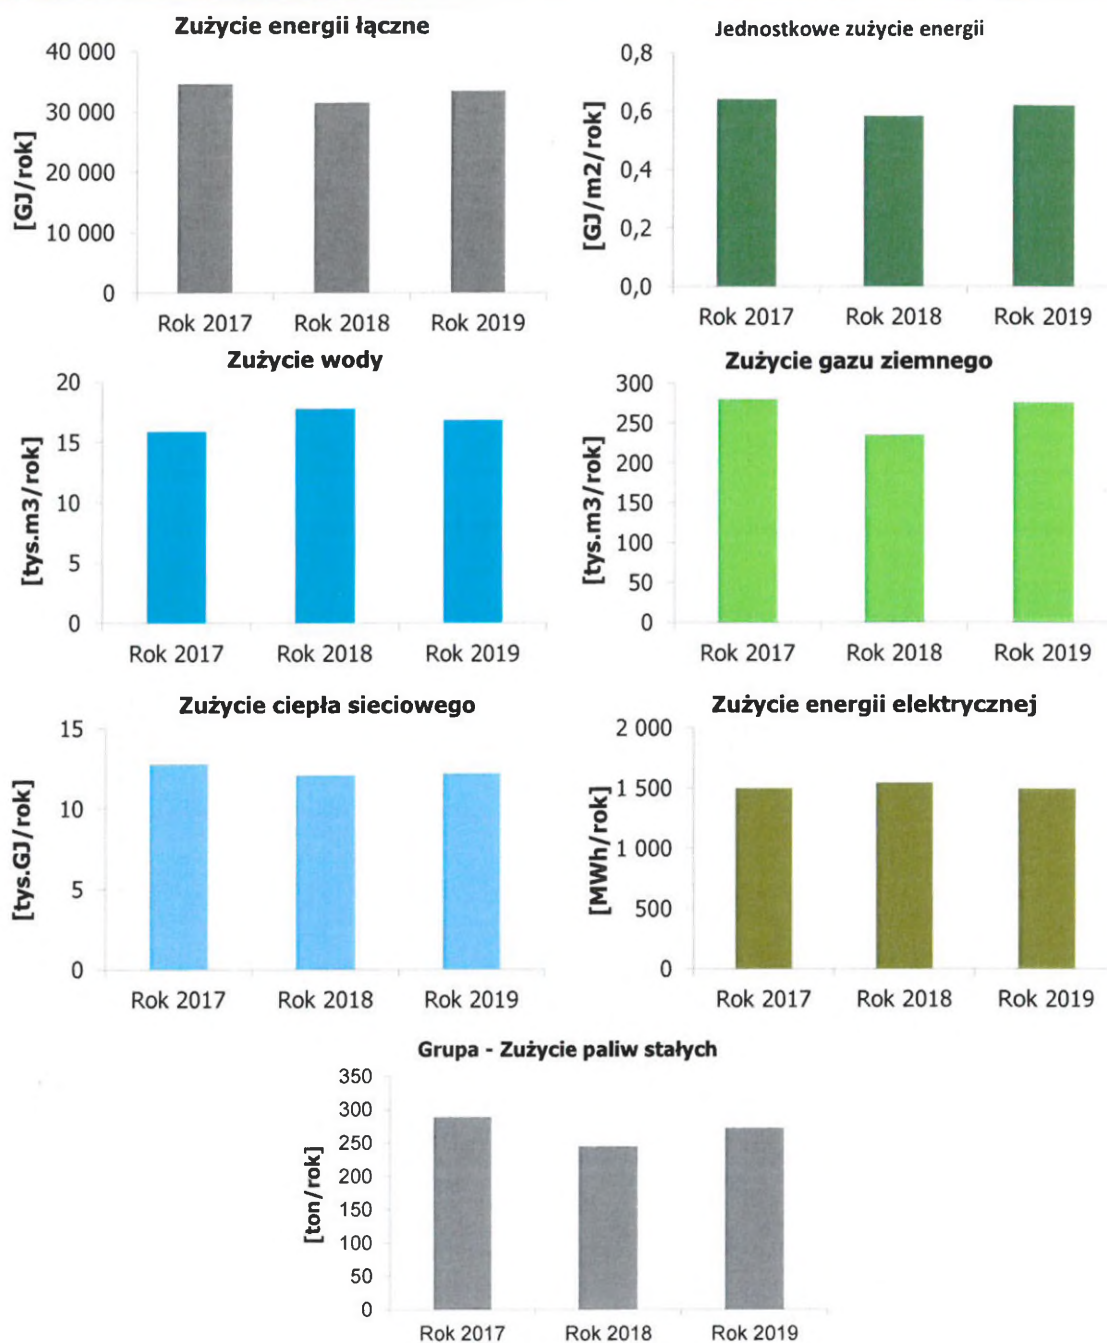 Zużycie energii łączne
[GJ/rok]
40 000
30 000
20 000
10 000
0
Rok 2017 Rok 2018 Rok 2019
Jednostkowe zużycie energii
[GJ/m2/rok]
0,8
0,6
0,4
0,2
0,0
Rok 2017 Rok 2018 Rok 2019
Zużycie wody
[tys.m3/rok]
20
15
10
5
0
Rok 2017 Rok 2018 Rok 2019
Zużycie gazu ziemnego
[tys.m3/rok]
300
250
200
150
100
50
0
Rok 2017 Rok 2018 Rok 2019
Zużycie ciepła sieciowego
[tys.GJ/rok]
15
10
5
0
Rok 2017 Rok 2018 Rok 2019
Zużycie energii elektrycznej
[MWh/rok]
2 000
1 500
1 000
500
0
Rok 2017 Rok 2018 Rok 2019
Grupa - Zużycie paliw stałych
[ton/rok]
350
300
250
200
150
100
50
0
Rok 2017 Rok 2018 Rok 2019